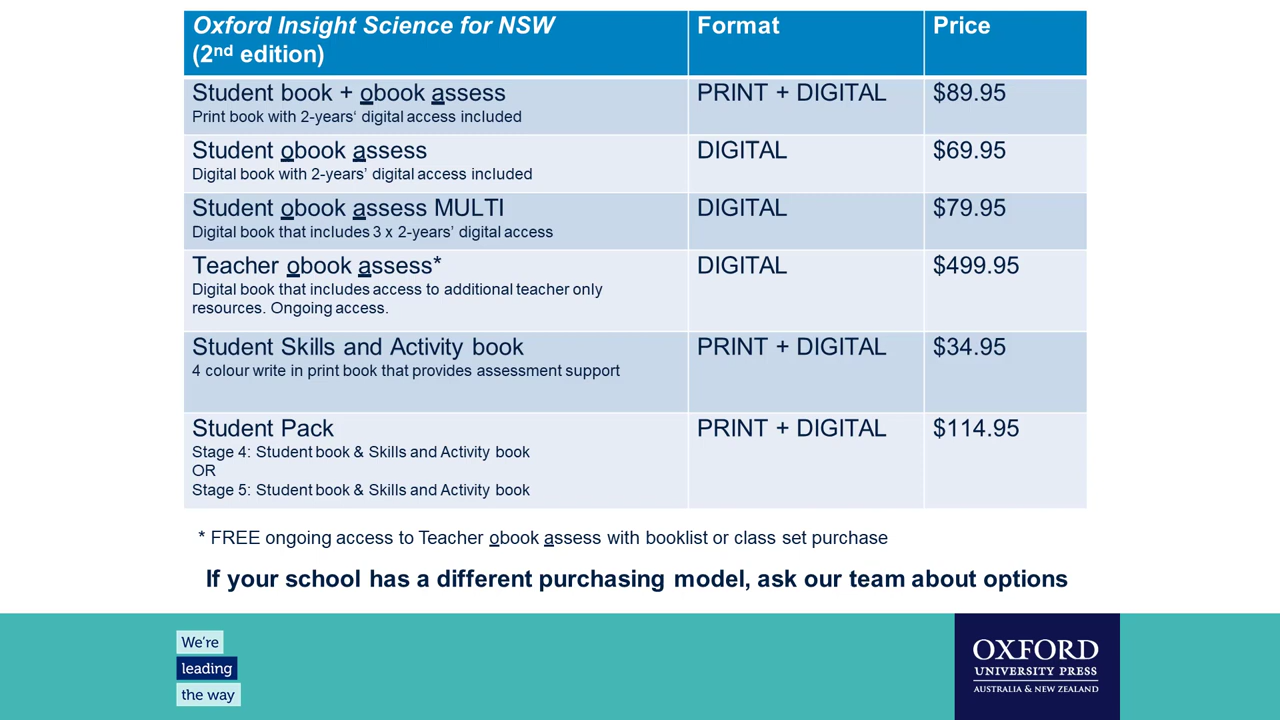 Oxford Insight Science for NSW
(2nd edition)
Format
Price
Student book + obook assess
Print book with 2-years‘ digital access included
PRINT + DIGITAL
$89.95
Student obook assess
Digital book with 2-years’ digital access included
DIGITAL
$69.95
Student obook assess MULTI
Digital book that includes 3 x 2-years’ digital access
DIGITAL
$79.95
Teacher obook assess*
Digital book that includes access to additional teacher only
resources. Ongoing access.
DIGITAL
$499.95
Student Skills and Activity book
4 colour write in print book that provides assessment support
PRINT + DIGITAL
$34.95
Student Pack
Stage 4: Student book & Skills and Activity book
OR
Stage 5: Student book & Skills and Activity book
PRINT + DIGITAL
$114.95
* FREE ongoing access to Teacher obook assess with booklist or class set purchase
If your school has a different purchasing model, ask our team about options
We’re
leading
the way
OXFORD
UNIVERSITY PRESS
AUSTRALIA & NEW ZEALAND